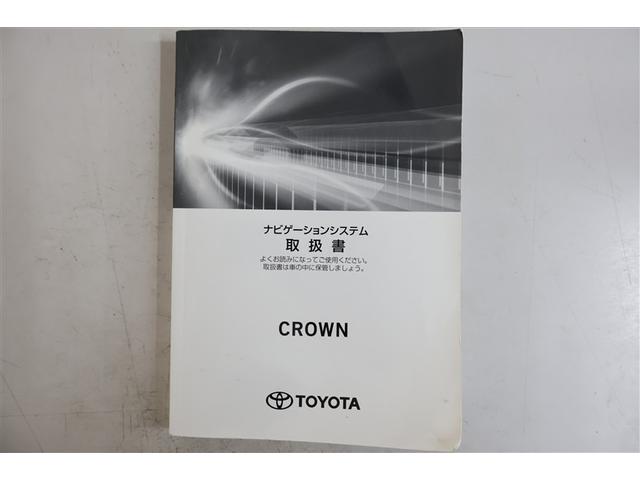 ナビゲーションシステム
取扱書
よくお読みになってご使用ください。
取扱書は車の中に保管しましょう。
CROWN
TOYOTA